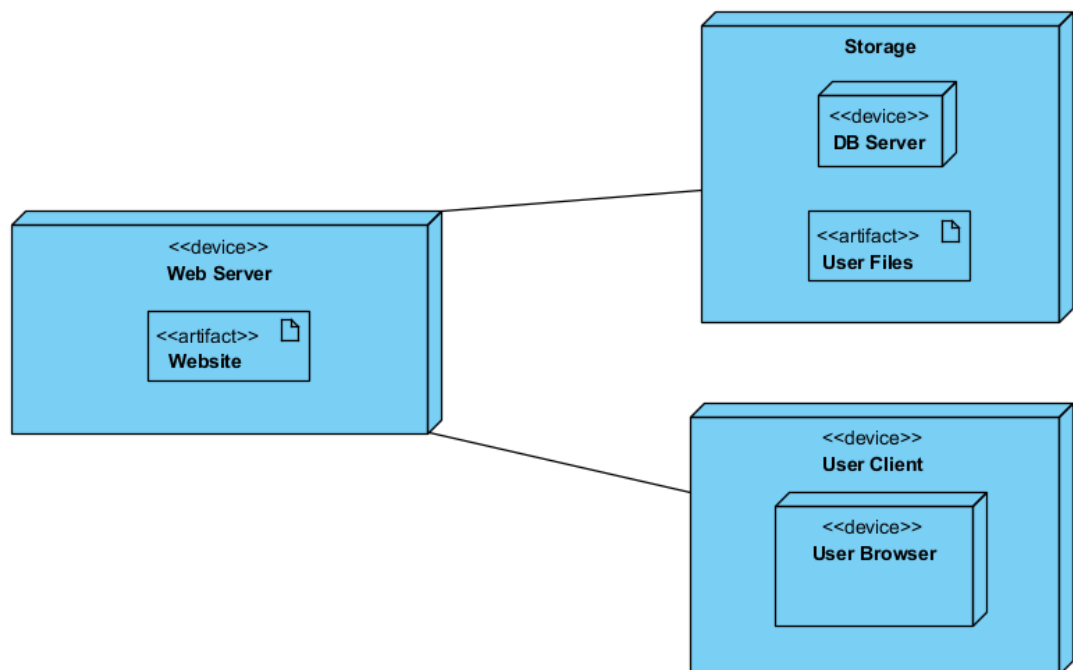 Storage
<<device>>
DB Server
<<artifact>>
User Files
<<device>>
Web Server
<<artifact>>
Website
<<device>>
User Client
<<device>>
User Browser